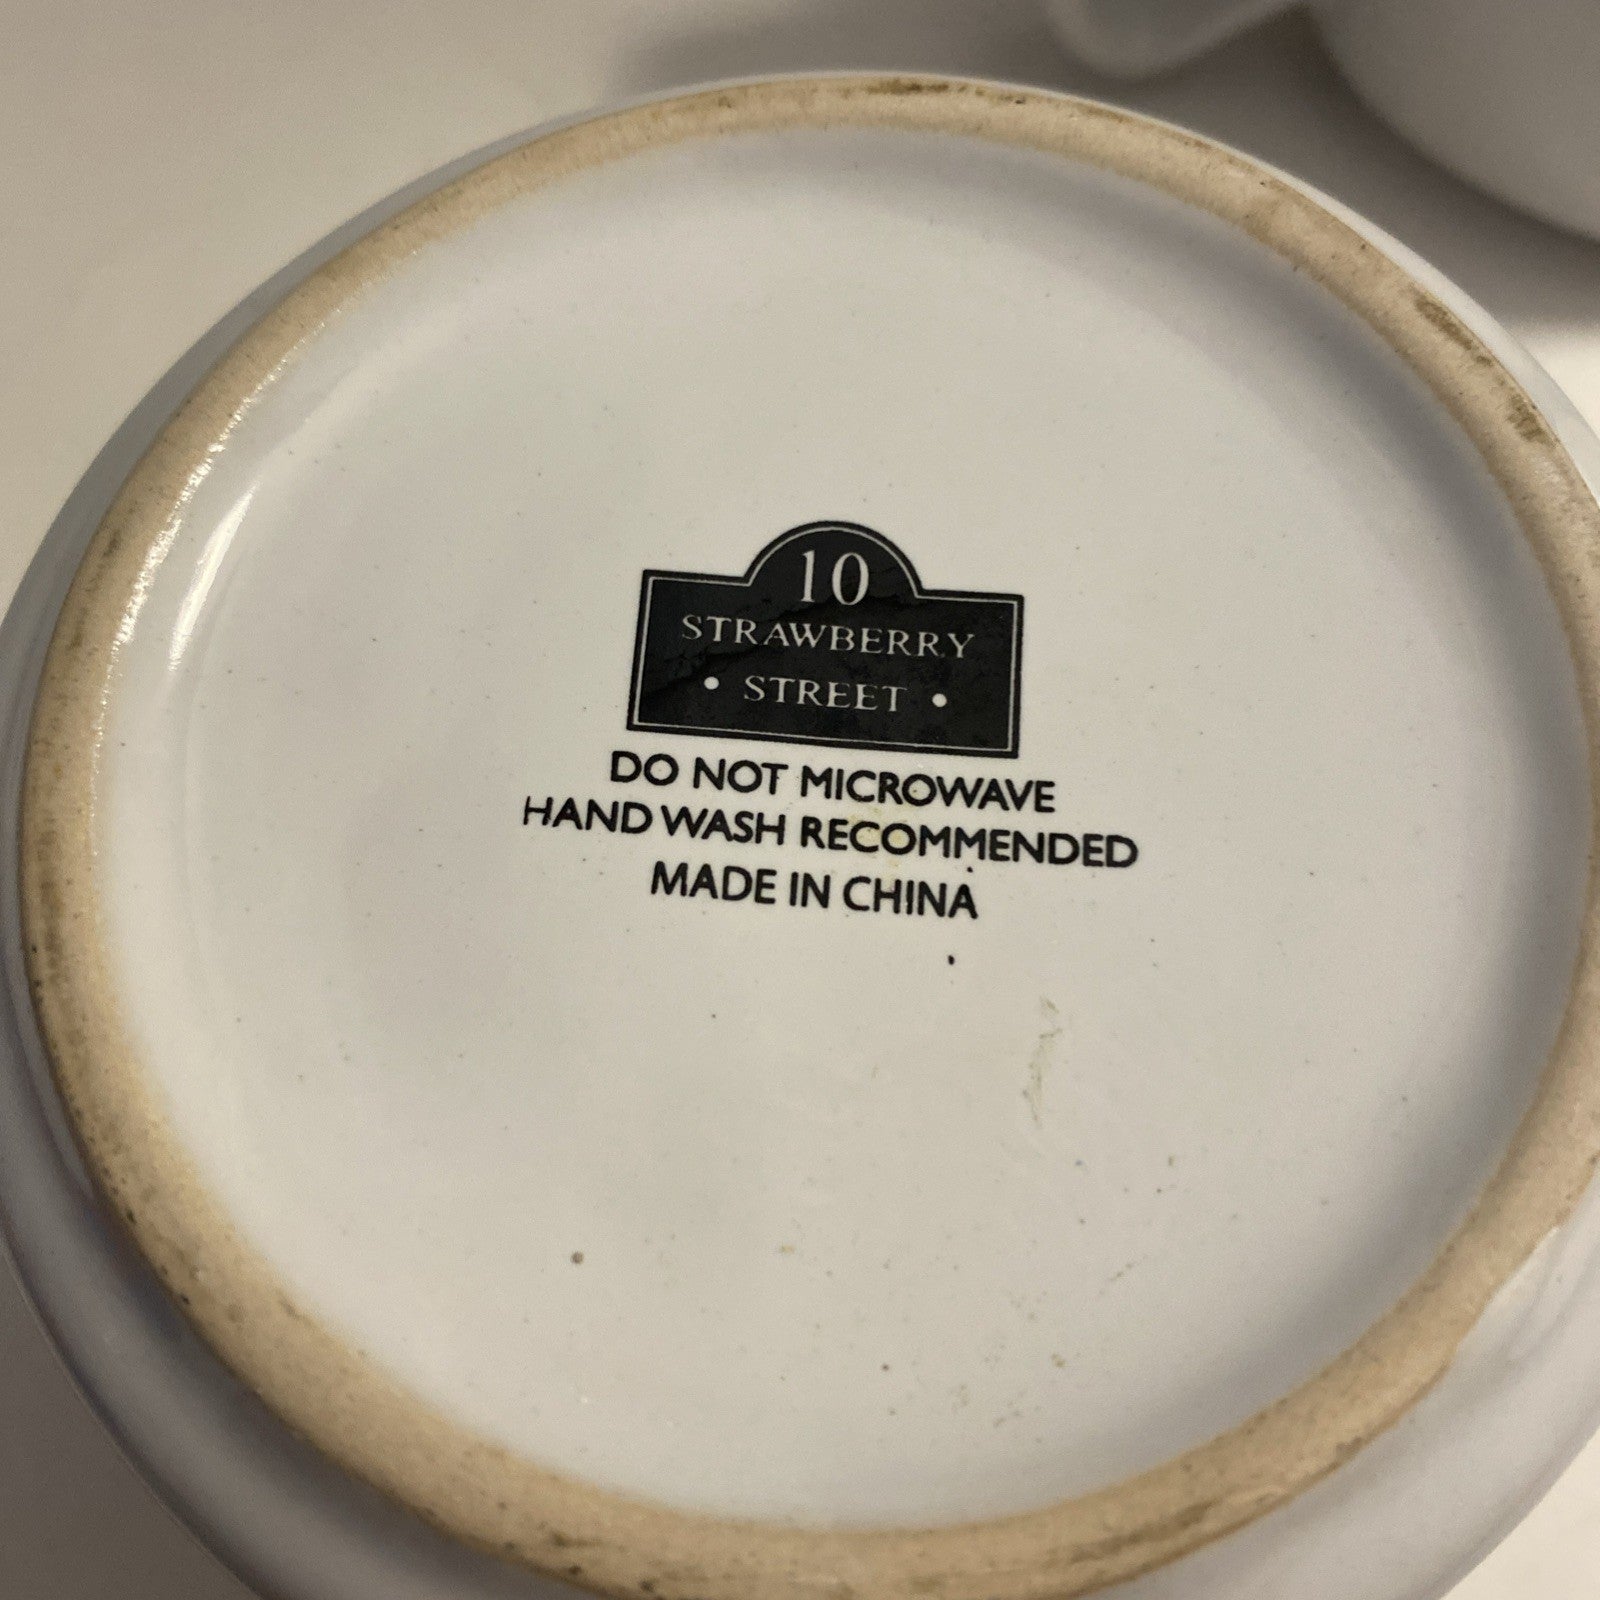 10
STRAWBERRY
• STREET •
DO NOT MICROWAVE
HAND WASH RECOMMENDED
MADE IN CHINA